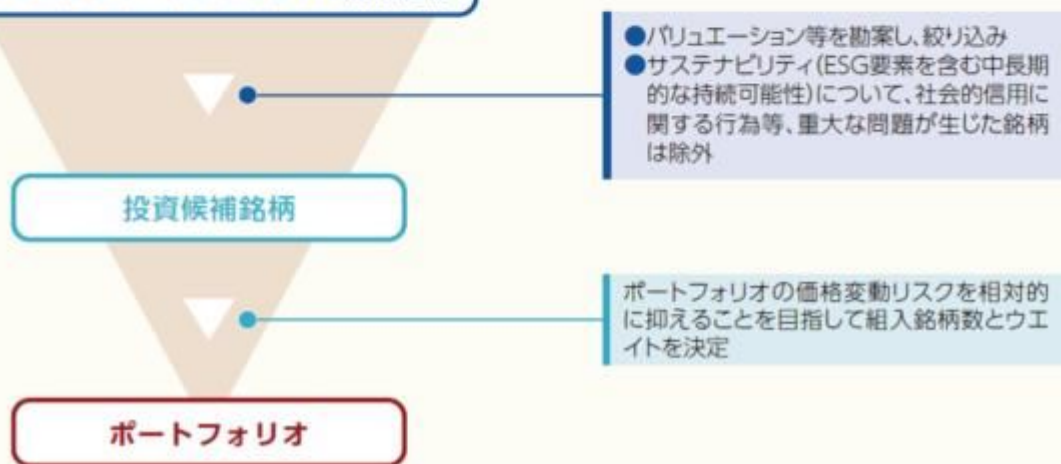 ●バリュエーション等を勘案し、絞り込み
●サステナビリティ(ESG要素を含む中長期
的な持続可能性)について、社会的信用に
関する行為等、重大な問題が生じた銘柄
は除外
投資候補銘柄
ポートフォリオの価格変動リスクを相対的
に抑えることを目指して組入銘柄数とウエ
イトを決定
ポートフォリオ